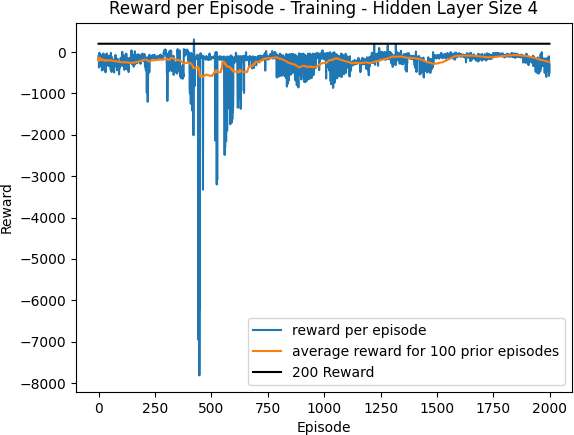 Reward per Episode - Training - Hidden Layer Size 4
Reward
0
−1000
−2000
−3000
−4000
−5000
−6000
−7000
−8000
reward per episode
average reward for 100 prior episodes
200 Reward
0 250 500 750 1000 1250 1500 1750 2000
Episode